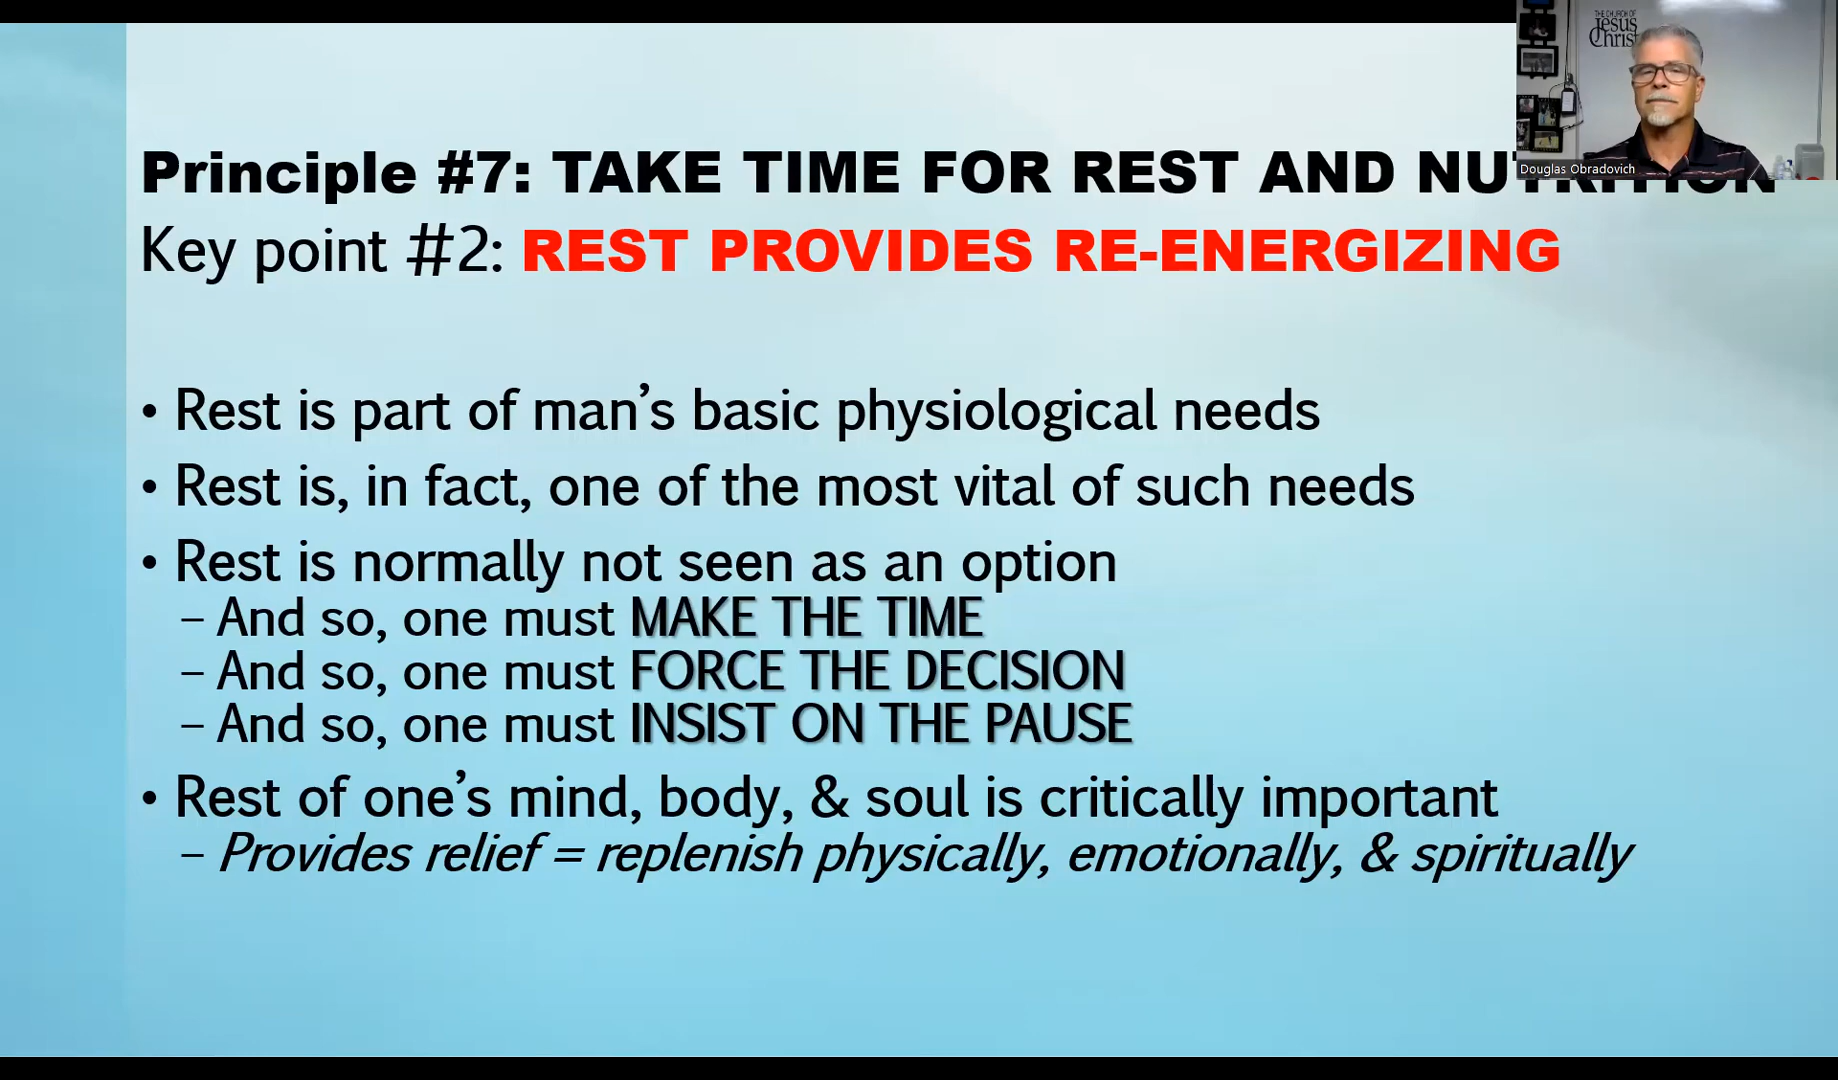 THE CHURCH OF
Jesus
Christ
Douglas Obradovich
Principle #7: TAKE TIME FOR REST AND NUTRITION
Key point #2: REST PROVIDES RE-ENERGIZING
• Rest is part of man’s basic physiological needs
• Rest is, in fact, one of the most vital of such needs
• Rest is normally not seen as an option
– And so, one must MAKE THE TIME
– And so, one must FORCE THE DECISION
– And so, one must INSIST ON THE PAUSE
• Rest of one’s mind, body, & soul is critically important
– Provides relief = replenish physically, emotionally, & spiritually